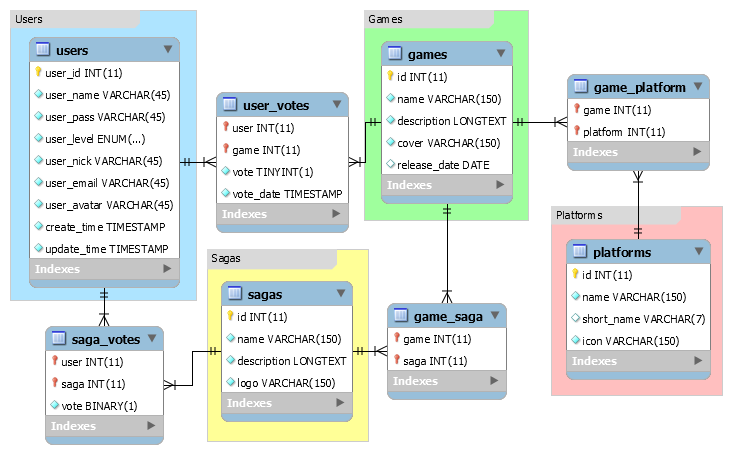 Users
users
user_id INT(11)
user_name VARCHAR(45)
user_pass VARCHAR(45)
user_level ENUM(...)
user_nick VARCHAR(45)
user_email VARCHAR(45)
user_avatar VARCHAR(45)
create_time TIMESTAMP
update_time TIMESTAMP
Indexes
user_votes
user INT(11)
game INT(11)
vote TINYINT(1)
vote_date TIMESTAMP
Indexes
Games
games
id INT(11)
name VARCHAR(150)
description LONGTEXT
cover VARCHAR(150)
release_date DATE
Indexes
game_platform
game INT(11)
platform INT(11)
Indexes
Platforms
platforms
id INT(11)
name VARCHAR(150)
short_name VARCHAR(7)
icon VARCHAR(150)
Indexes
Sagas
sagas
id INT(11)
name VARCHAR(150)
description LONGTEXT
logo VARCHAR(150)
Indexes
game_saga
game INT(11)
saga INT(11)
Indexes
saga_votes
user INT(11)
saga INT(11)
vote BINARY(1)
Indexes